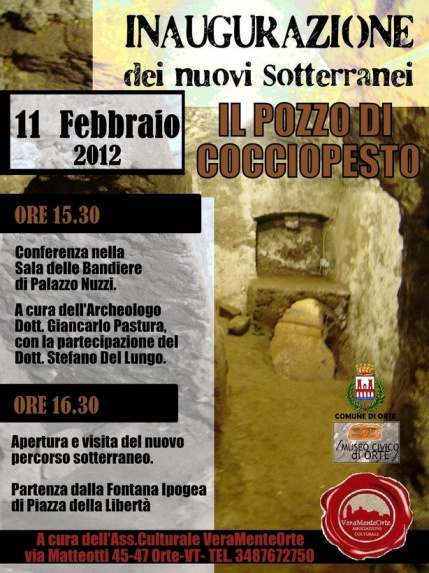 INAUGURAZIONE
dei nuovi Sotterranei
11 Febbraio
2012
IL POZZO DI
COCCIOPESTO
ORE 15.30
Conferenza nella
Sala delle Bandiere
di Palazzo Nuzzi.
A cura dell'Archeologo
Dott. Giancarlo Pastura,
con la partecipazione del
Dott. Stefano Del Lungo.
ORE 16.30
Apertura e visita del nuovo
percorso sotterraneo.
Partenza dalla Fontana Ipogea
di Piazza della Libertà
COMUNE DI ORTE
MUSEO CIVICO
di ORTE
VeraMenteOrte
ASSOCIAZIONE
CULTURALE
A cura dell'Ass.Culturale VeraMenteOrte
via Matteotti 45-47 Orte-VT- TEL. 3487672750